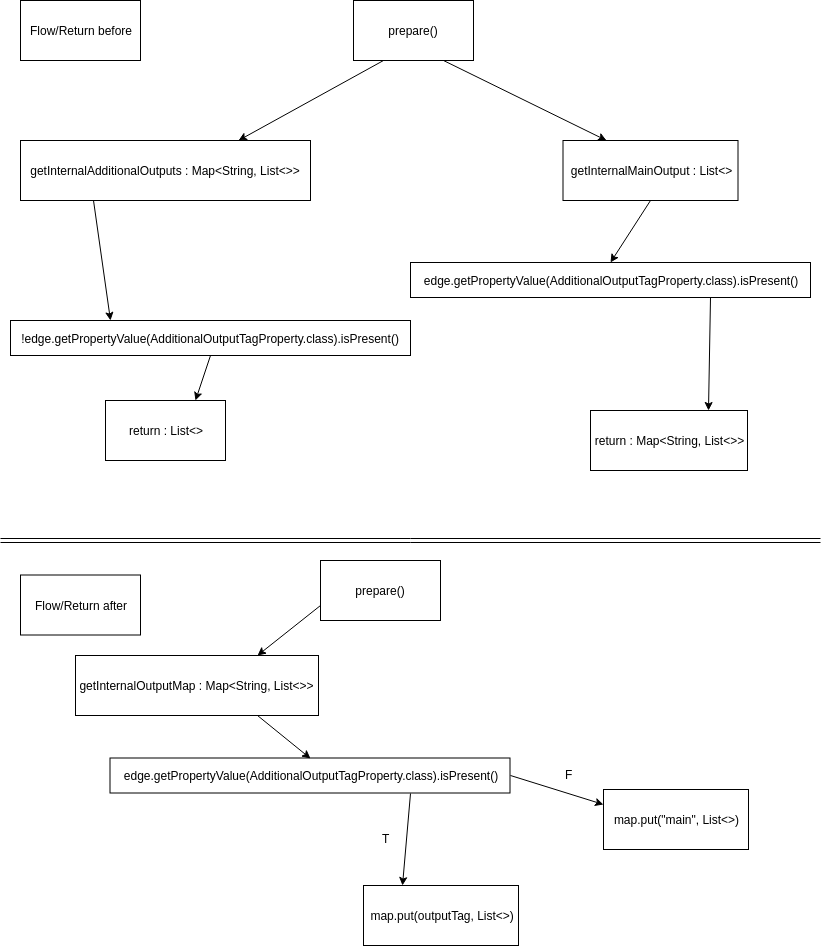 Flow/Return before
prepare()
getInternalAdditionalOutputs : Map<String, List<>>
getInternalMainOutput : List<>
edge.getPropertyValue(AdditionalOutputTagProperty.class).isPresent()
!edge.getPropertyValue(AdditionalOutputTagProperty.class).isPresent()
return : List<>
return : Map<String, List<>>
Flow/Return after
prepare()
getInternalOutputMap : Map<String, List<>>
edge.getPropertyValue(AdditionalOutputTagProperty.class).isPresent()
F
map.put("main", List<>)
T
map.put(outputTag, List<>)